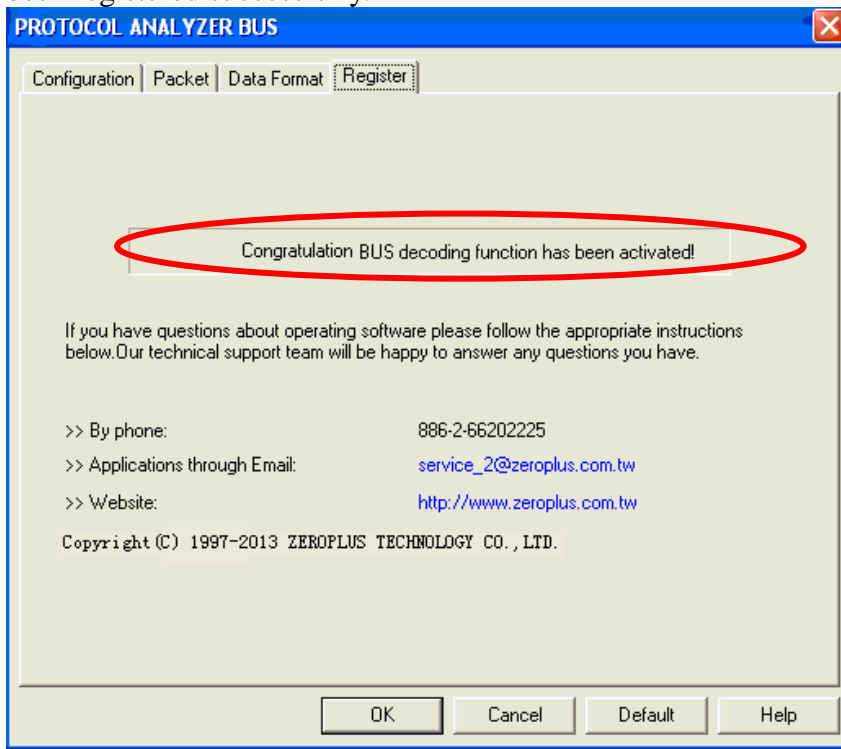 PROTOCOL ANALYZER BUS
Configuration Packet Data Format Register
Congratulation BUS decoding function has been activated!
If you have questions about operating software please follow the appropriate instructions
below.Our technical support team will be happy to answer any questions you have.
>> By phone: 886-2-66202225
>> Applications through Email: service_2@zeroplus.com.tw
>> Website: http://www.zeroplus.com.tw
Copyright(C) 1997-2013 ZEROPLUS TECHNOLOGY CO.,LTD.
OK Cancel Default Help